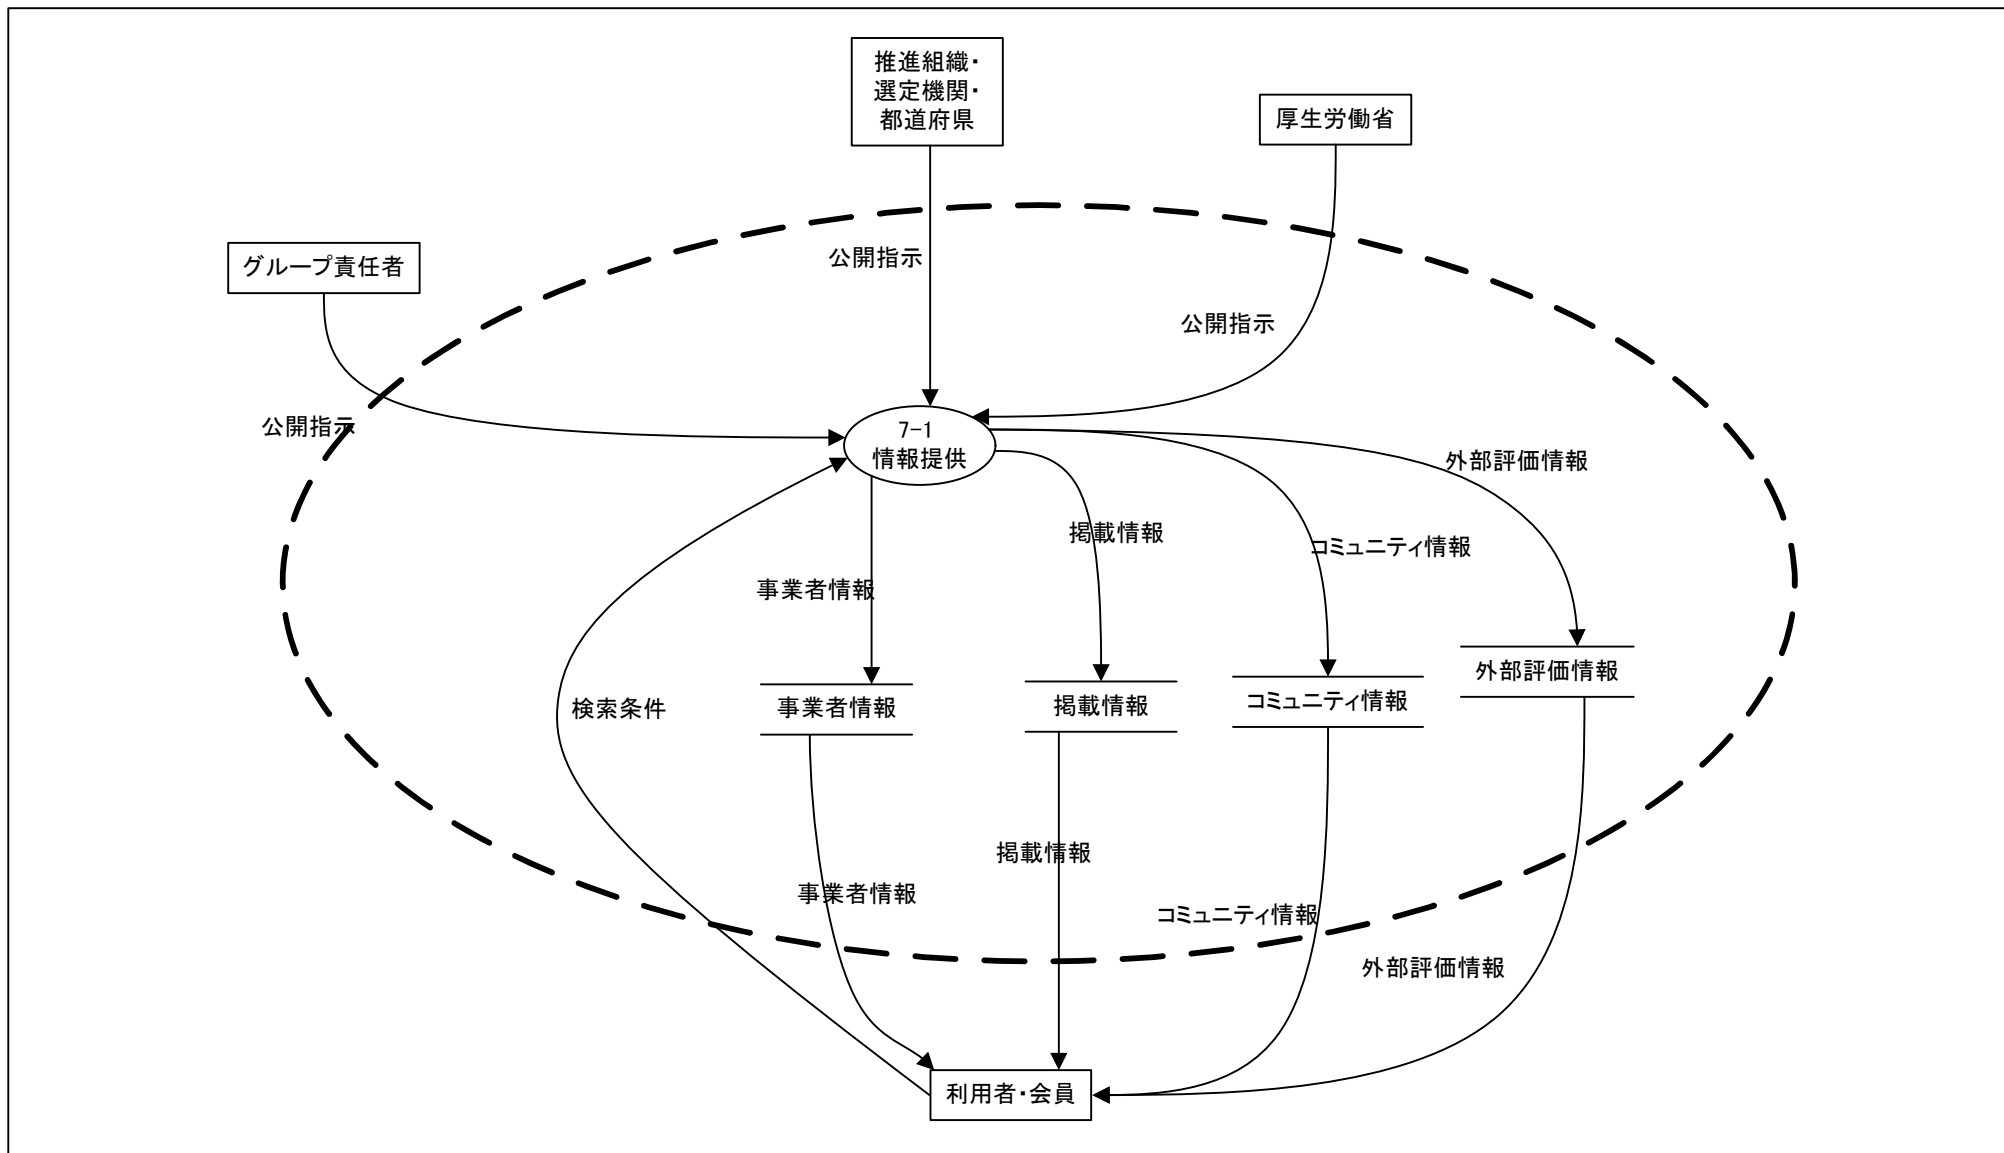 推進組織・
選定機関・
都道府県
厚生労働省
グループ責任者
公開指示
公開指示
公開指示
7-1
情報提供
外部評価情報
掲載情報
コミュニティ情報
事業者情報
外部評価情報
検索条件
事業者情報
掲載情報
コミュニティ情報
掲載情報
事業者情報
コミュニティ情報
外部評価情報
利用者・会員